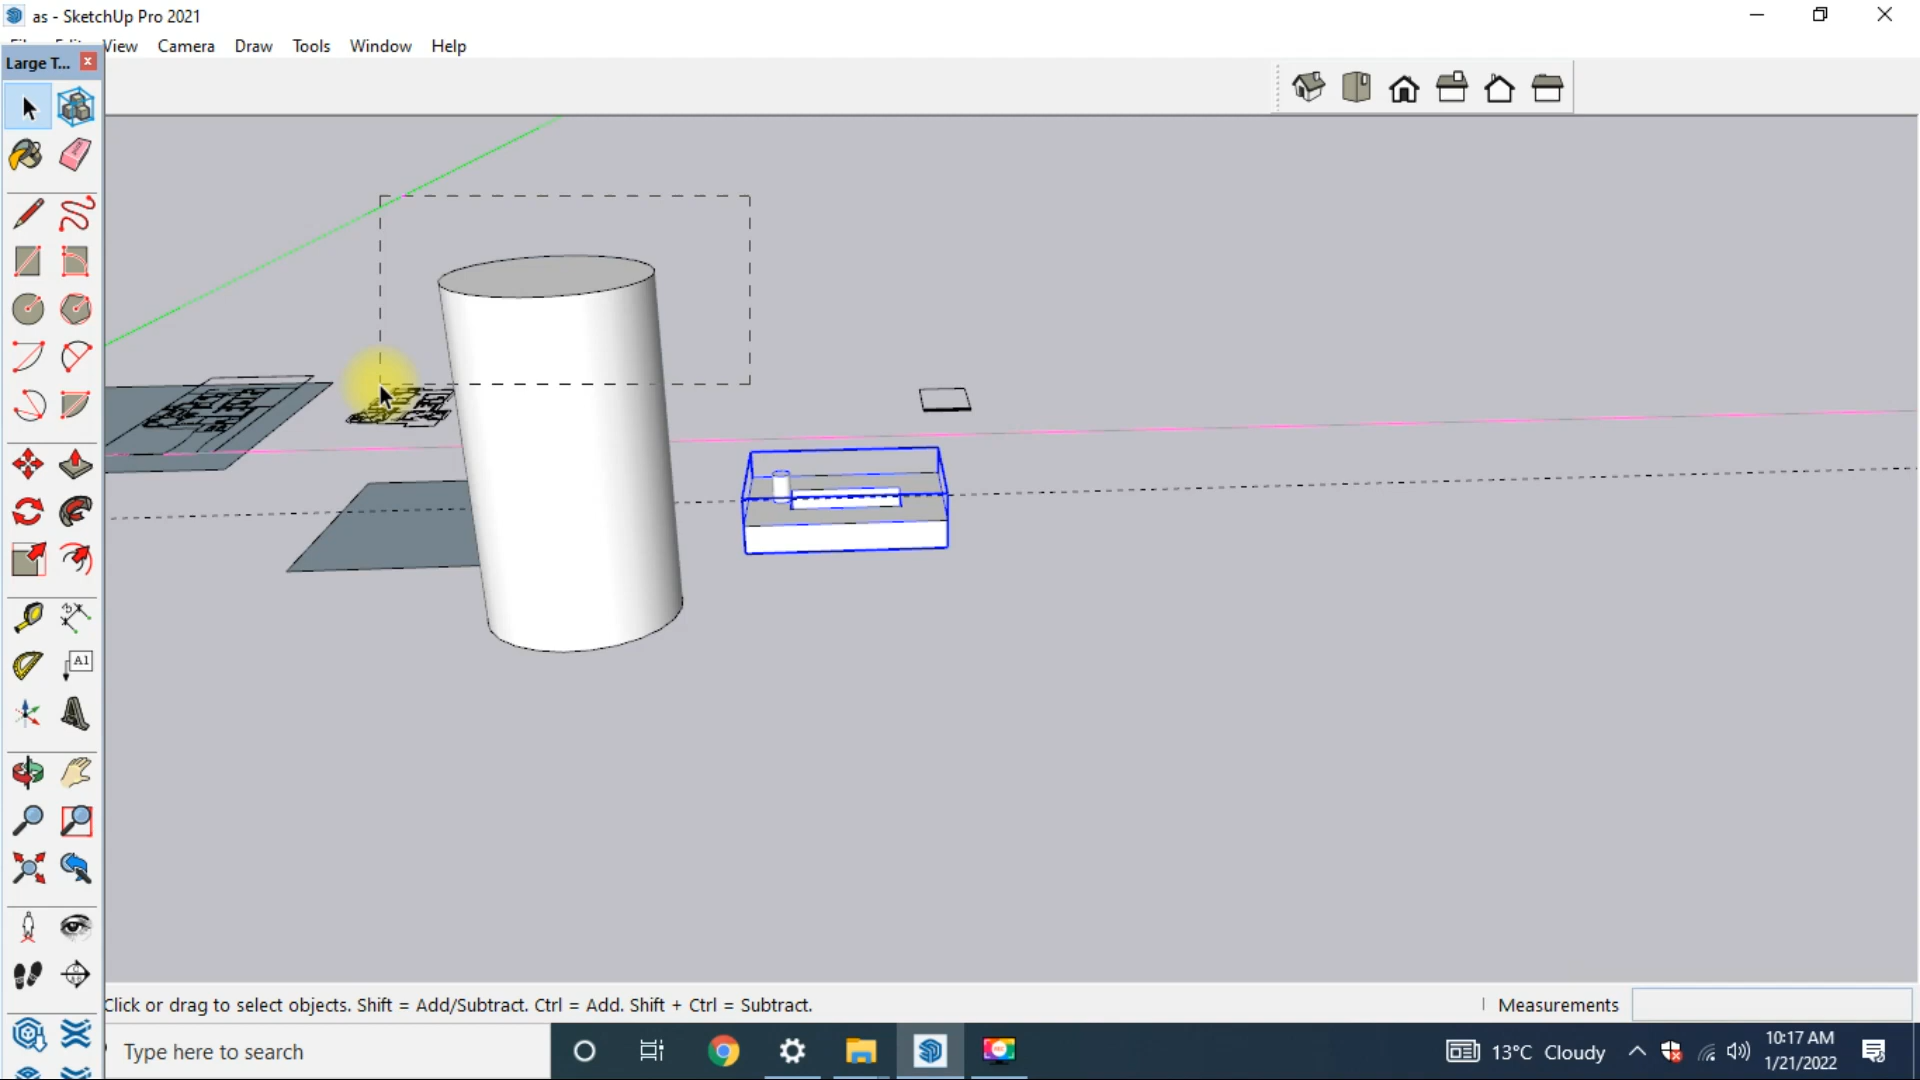 as - SketchUp Pro 2021
View Camera Draw Tools Window Help
Large T...
A1
Click or drag to select objects. Shift = Add/Subtract. Ctrl = Add. Shift + Ctrl = Subtract.
Measurements
Type here to search
13°C Cloudy
10:17 AM
1/21/2022